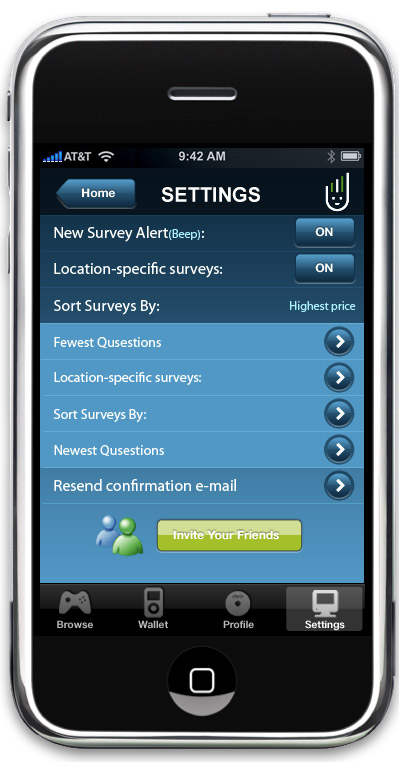 AT&T 9:42 AM
Home SETTINGS
New Survey Alert(Beep): ON
Location-specific surveys: ON
Sort Surveys By: Highest price
Fewest Qusestions
Location-specific surveys:
Sort Surveys By:
Newest Qusestions
Resend confirmation e-mail
Invite Your Friends
Browse Wallet Profile Settings